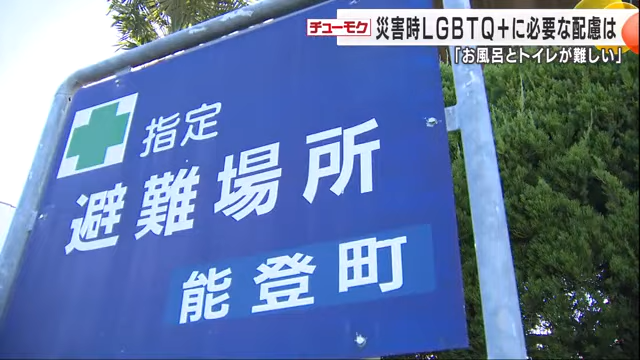 チューモク
災害時LGBTQ+に必要な配慮は
「お風呂とトイレが難しい」
指定
避難場所
能登町